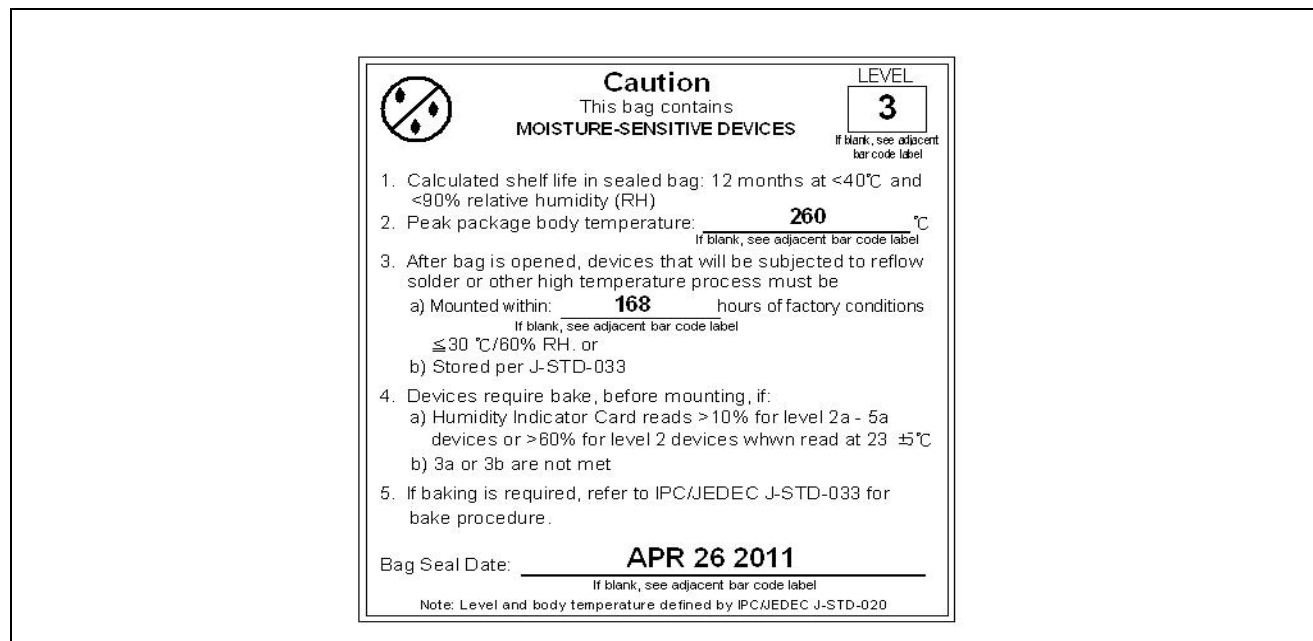 Caution
LEVEL
This bag contains
3
MOISTURE-SENSITIVE DEVICES
If blank, see adjacent
bar code label
1. Calculated shelf life in sealed bag: 12 months at <40℃ and
<90% relative humidity (RH)
2. Peak package body temperature: 260 ℃
If blank, see adjacent bar code label
3. After bag is opened, devices that will be subjected to reflow
solder or other high temperature process must be
a) Mounted within: 168 hours of factory conditions
If blank, see adjacent bar code label
≦30 ℃/60% RH. or
b) Stored per J-STD-033
4. Devices require bake, before mounting, if:
a) Humidity Indicator Card reads >10% for level 2a - 5a
devices or >60% for level 2 devices whwn read at 23 ±5℃
b) 3a or 3b are not met
5. If baking is required, refer to IPC/JEDEC J-STD-033 for
bake procedure.
Bag Seal Date: APR 26 2011
If blank, see adjacent bar code label
Note: Level and body temperature defined by IPC/JEDEC J-STD-020